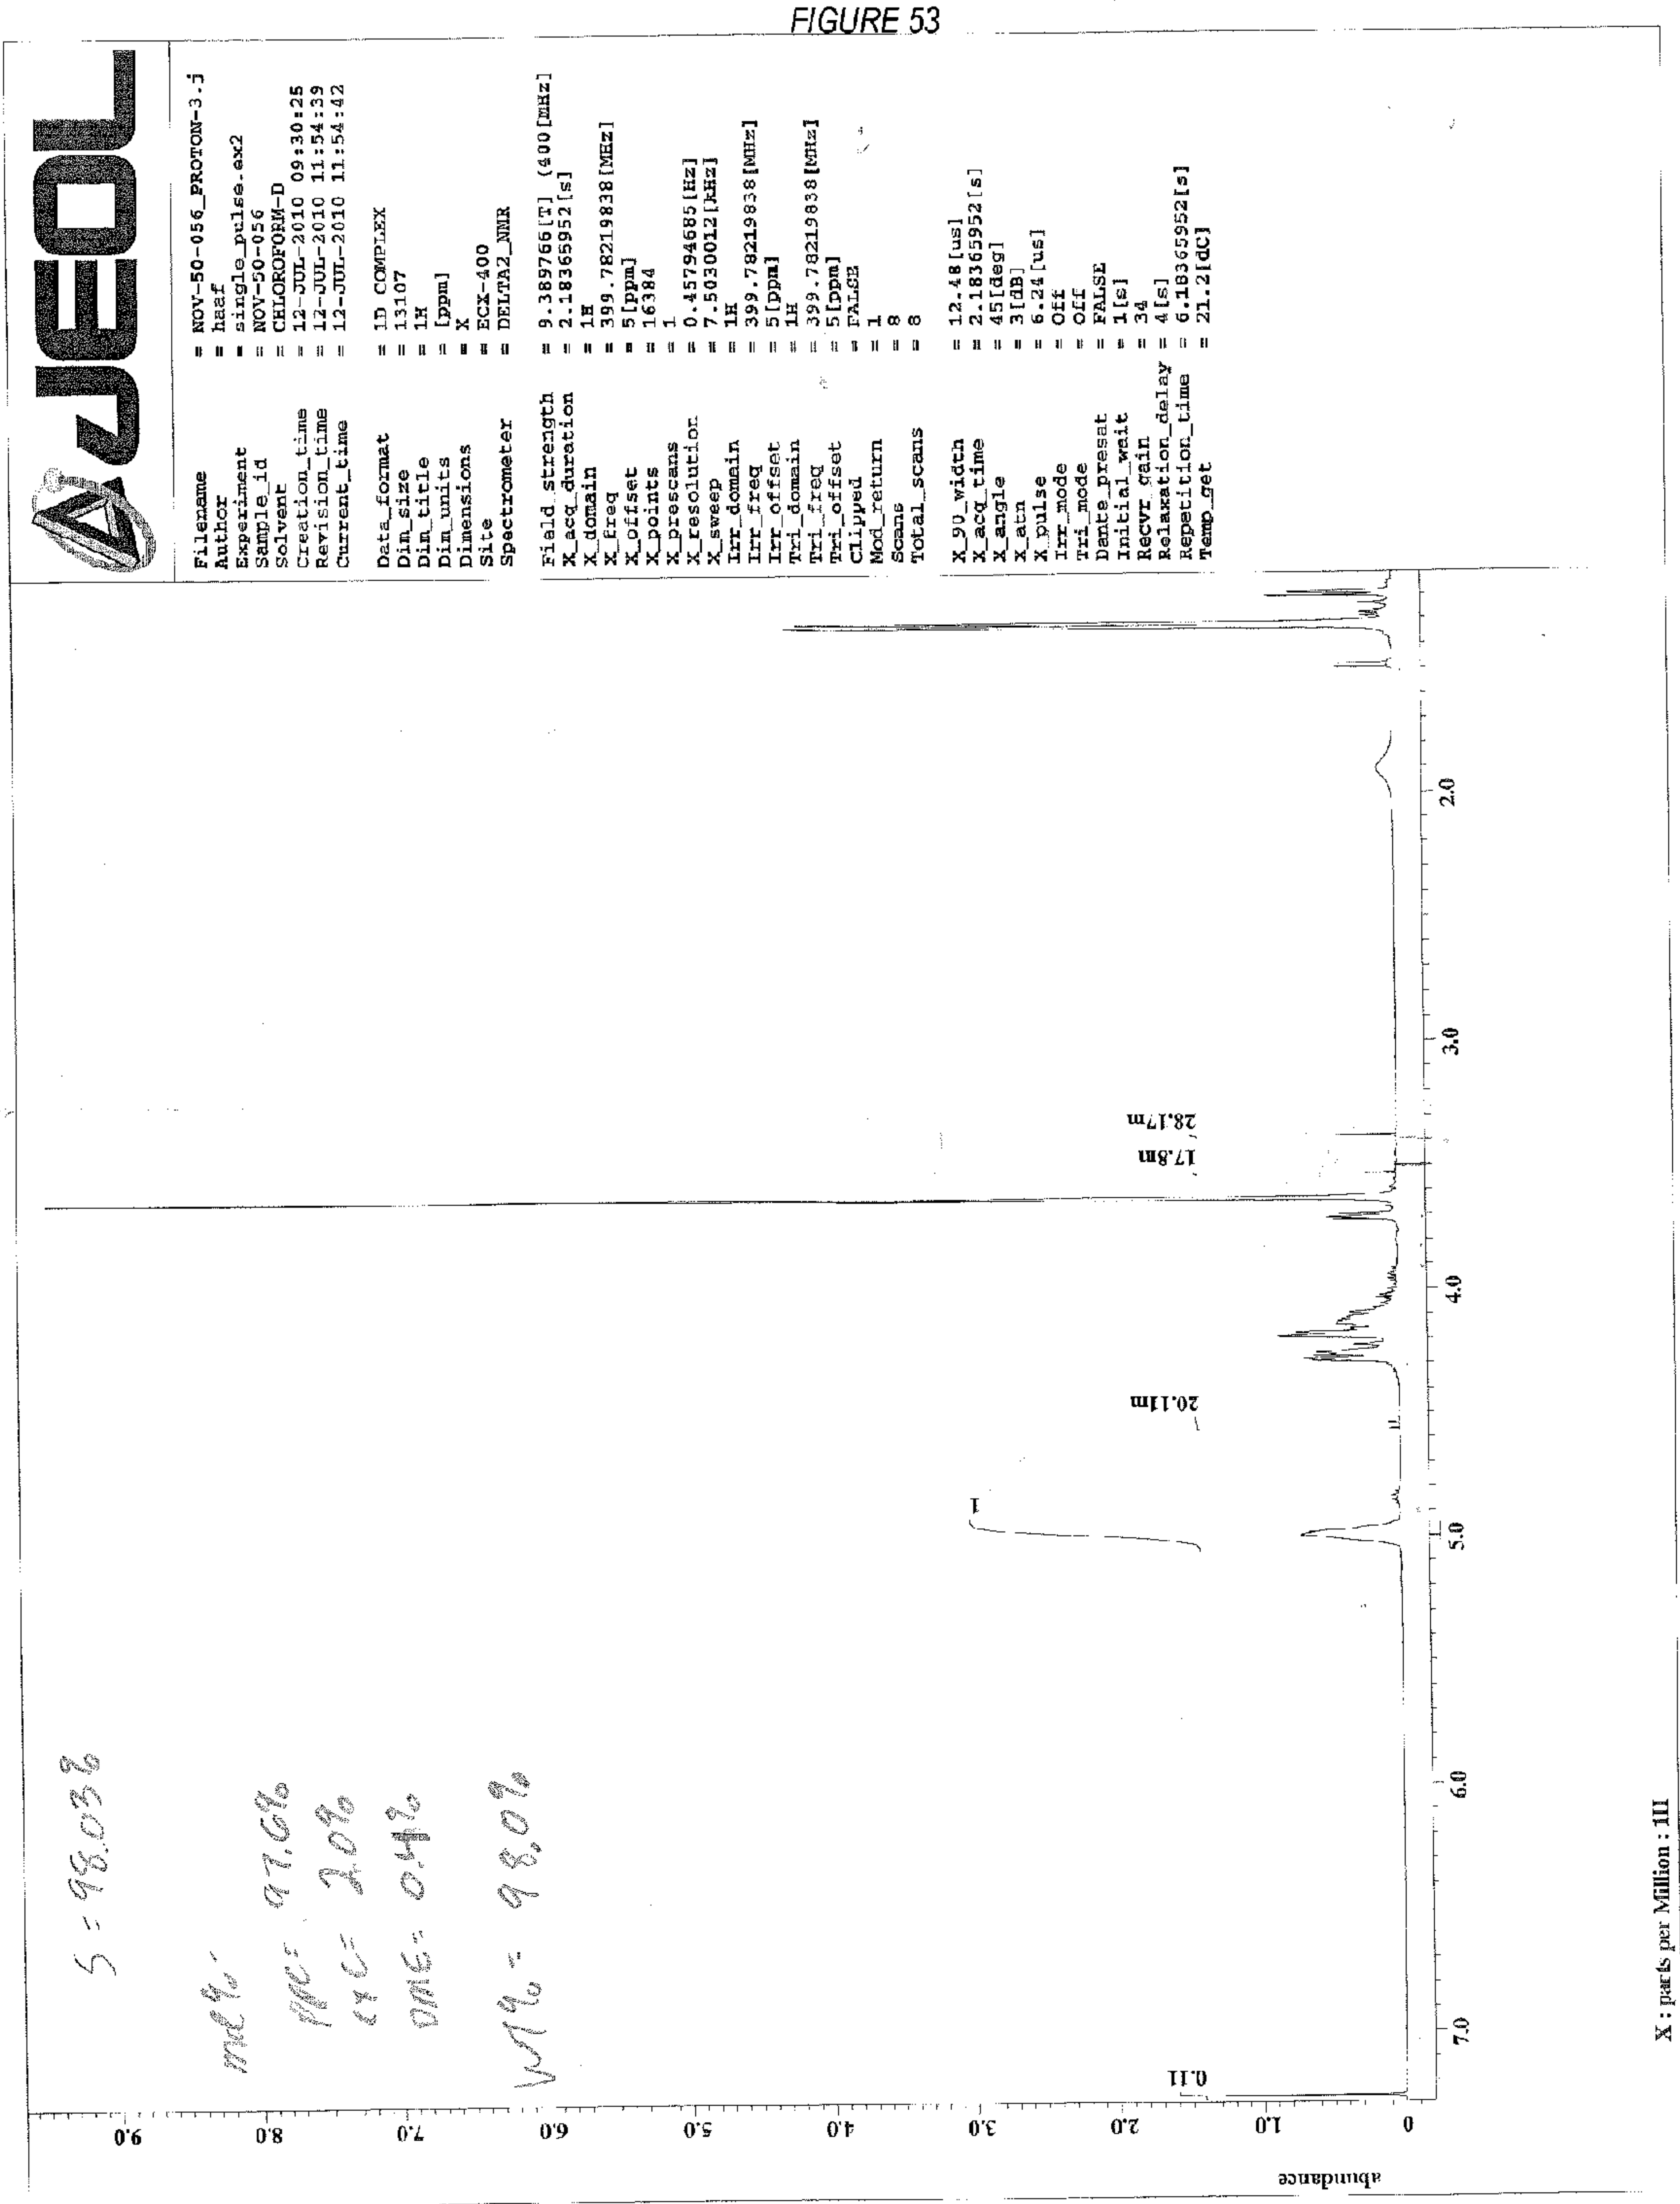 FIGURE 53
JEOL
Filename = NOV-50-056_PROTON-3.j
Author = haaf
Experiment = single_pulse.ex2
Sample_id = NOV-50-056
Solvent = CHLOROFORM-D
Creation_time = 12-JUL-2010 09:30:25
Revision_time = 12-JUL-2010 11:54:39
Current_time = 12-JUL-2010 11:54:42
Data_format = 1D COMPLEX
Dim_size = 13107
Dim_title = 1H
Dim_units = [ppm]
Dimensions = X
Site = ECX-400
Spectrometer = DELTA2_NMR
Field_strength = 9.389766[T] (400[MHz]
X_acq_duration = 2.18365952[s]
X_domain = 1H
X_freq = 399.78219838[MHz]
X_offset = 5[ppm]
X_points = 16384
X_prescans = 1
X_resolution = 0.45794685[Hz]
X_sweep = 7.5030012[kHz]
Irr_domain = 1H
Irr_freq = 399.78219838[MHz]
Irr_offset = 5[ppm]
Tri_domain = 1H
Tri_freq = 399.78219838[MHz]
Tri_offset = 5[ppm]
Clipped = FALSE
Mod_return = 1
Scans = 8
Total_scans = 8
X_90_width = 12.48[us]
X_acq_time = 2.18365952[s]
X_angle = 45[deg]
X_atn = 3[dB]
X_pulse = 6.24[us]
Irr_mode = Off
Tri_mode = Off
Dante_presat = FALSE
Initial_wait = 1[s]
Recvr_gain = 34
Relaxation_delay = 4[s]
Repetition_time = 6.18365952[s]
Temp_get = 21.2[dC]
S = 98.03%
mol%
PPC = 97.6%
CYC = 2.0%
DME = 0.4%
WT% = 98.0%
abundance
0 1.0 2.0 3.0 4.0 5.0 6.0 7.0 8.0 9.0
0.11
1
20.11m
17.8m
28.17m
7.0 6.0 5.0 4.0 3.0 2.0
X : parts per Million : 1H